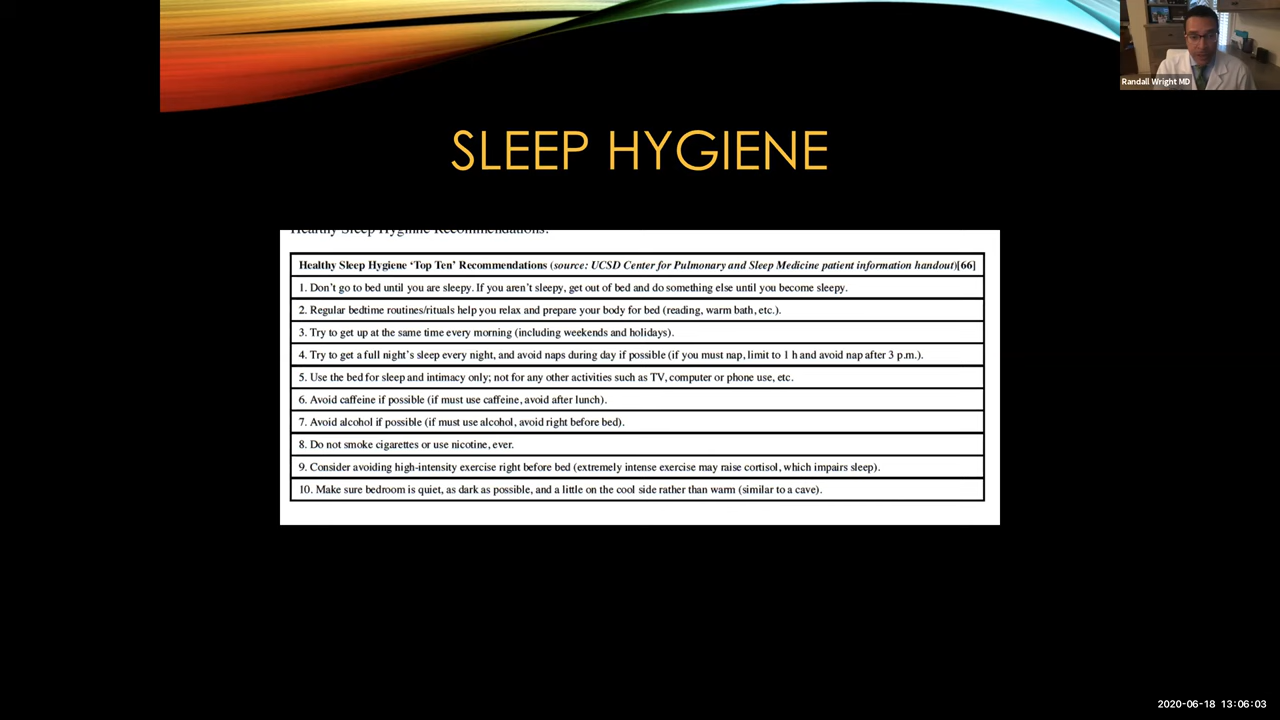 Randall Wright MD
SLEEP HYGIENE
Healthy Sleep Hygiene 'Top Ten' Recommendations (source: UCSD Center for Pulmonary and Sleep Medicine patient information handout)[66]
1. Don't go to bed until you are sleepy. If you aren't sleepy, get out of bed and do something else until you become sleepy.
2. Regular bedtime routines/rituals help you relax and prepare your body for bed (reading, warm bath, etc.).
3. Try to get up at the same time every morning (including weekends and holidays).
4. Try to get a full night's sleep every night, and avoid naps during day if possible (if you must nap, limit to 1 h and avoid nap after 3 p.m.).
5. Use the bed for sleep and intimacy only; not for any other activities such as TV, computer or phone use, etc.
6. Avoid caffeine if possible (if must use caffeine, avoid after lunch).
7. Avoid alcohol if possible (if must use alcohol, avoid right before bed).
8. Do not smoke cigarettes or use nicotine, ever.
9. Consider avoiding high-intensity exercise right before bed (extremely intense exercise may raise cortisol, which impairs sleep).
10. Make sure bedroom is quiet, as dark as possible, and a little on the cool side rather than warm (similar to a cave).
2020-06-18 13:06:03